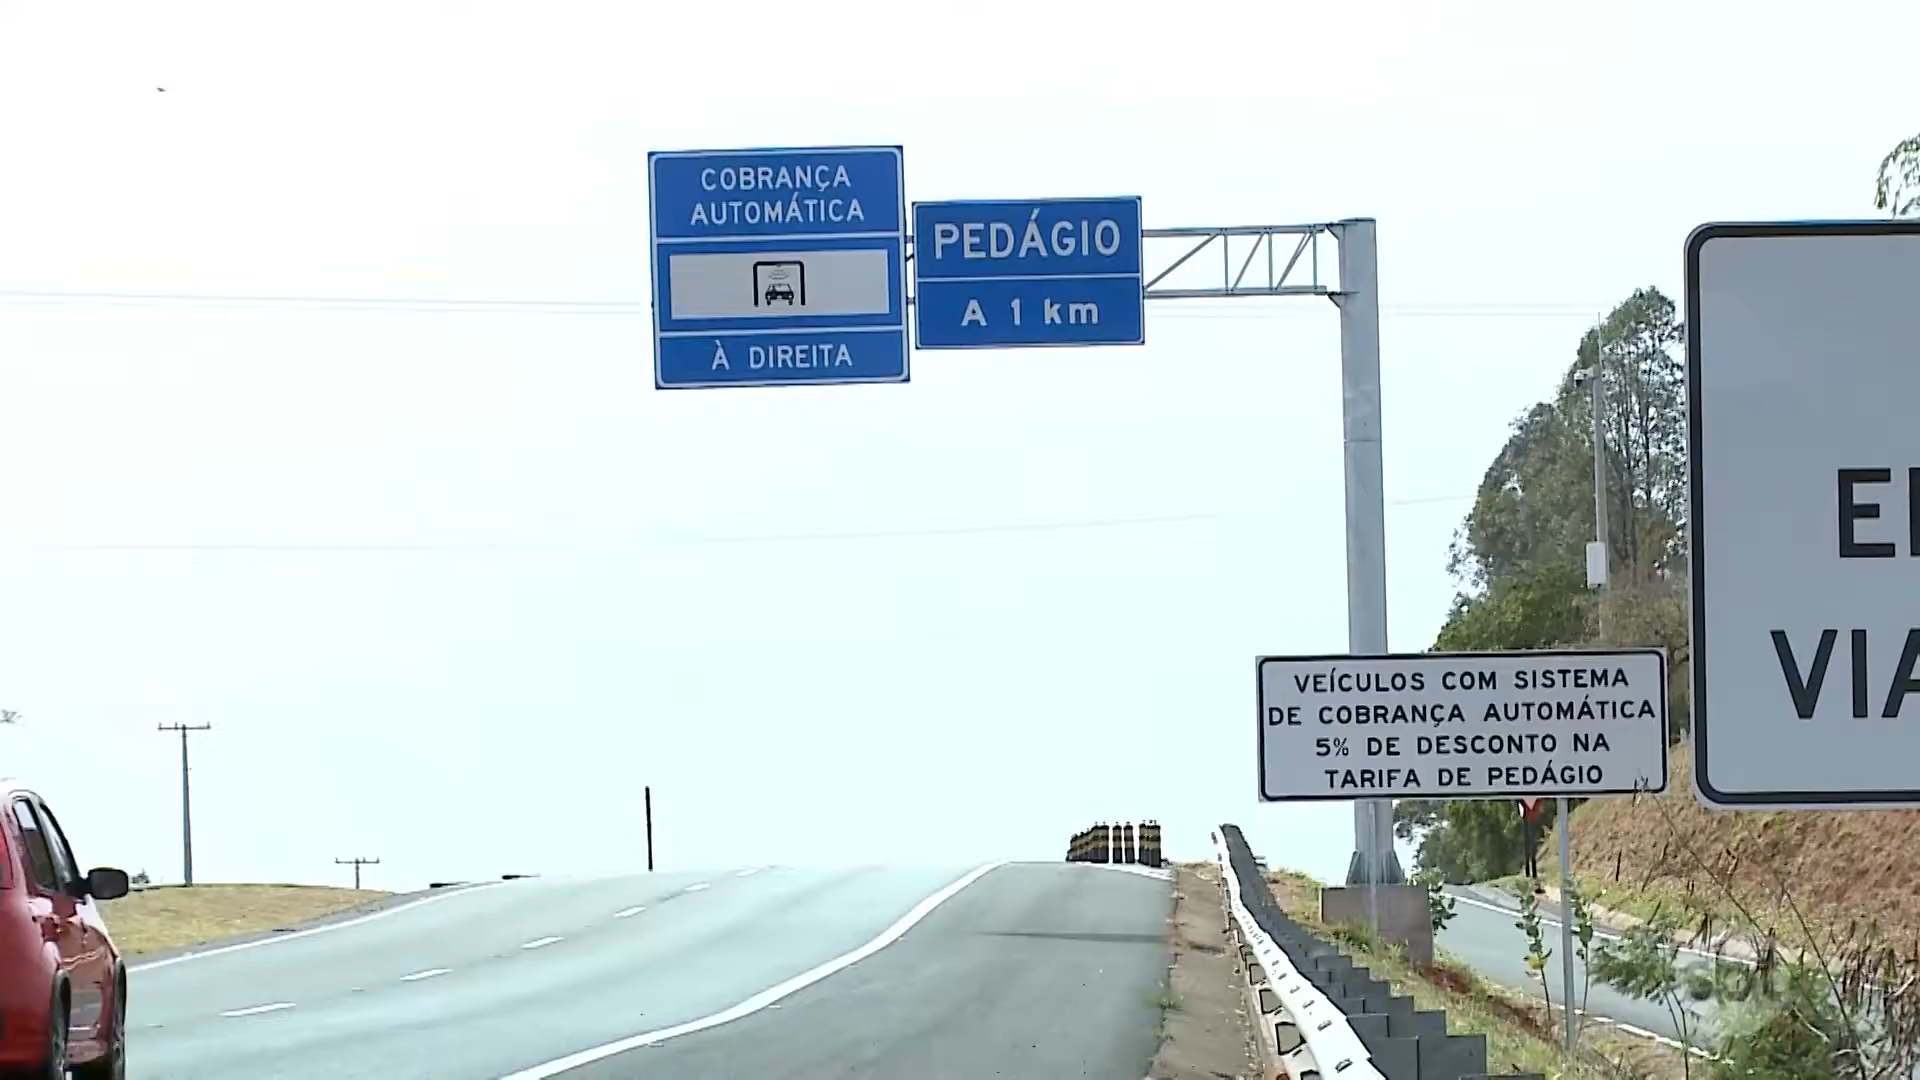 COBRANÇA
AUTOMÁTICA
À DIREITA
PEDÁGIO
A 1 km
VEÍCULOS COM SISTEMA
DE COBRANÇA AUTOMÁTICA
5% DE DESCONTO NA
TARIFA DE PEDÁGIO